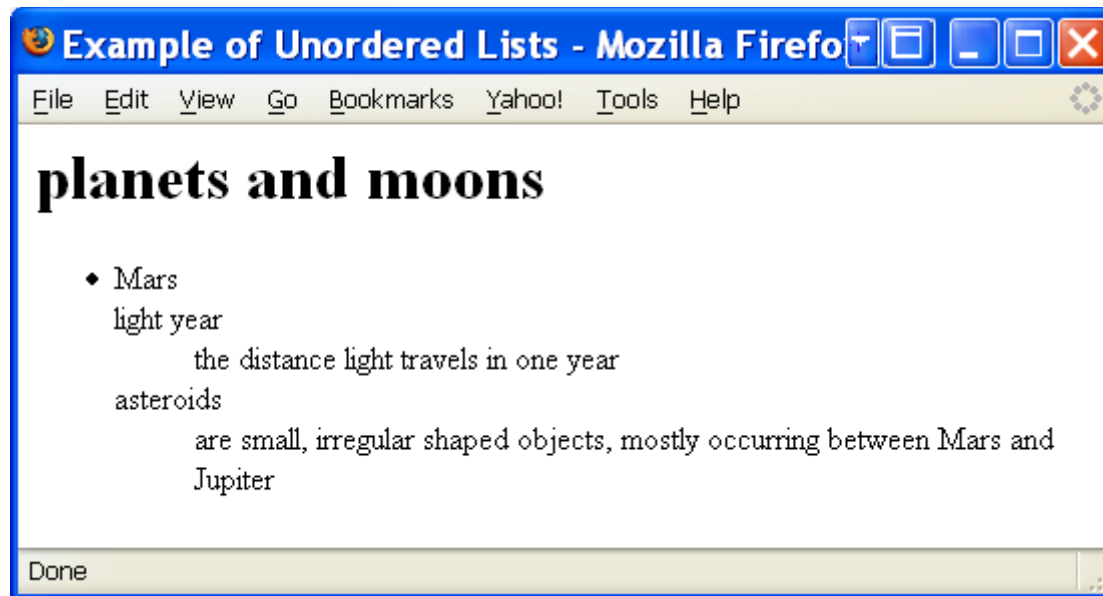 Example of Unordered Lists - Mozilla Firefo
File Edit View Go Bookmarks Yahoo! Tools Help
planets and moons
Mars
light year
the distance light travels in one year
asteroids
are small, irregular shaped objects, mostly occurring between Mars and
Jupiter
Done